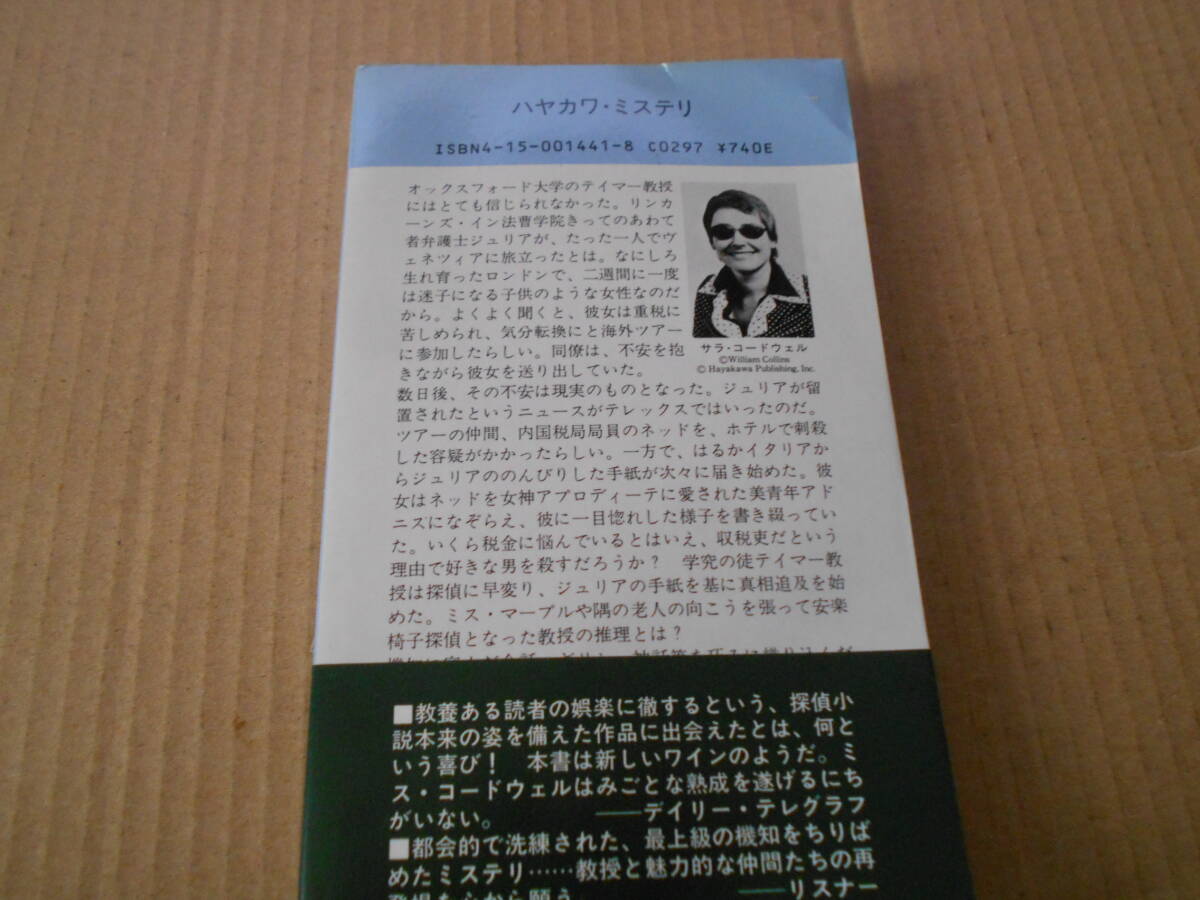 ハヤカワ・ミステリ
ISBN4-15-001441-8 C0297 ¥740E
オックスフォード大学のテイマー教授
にはとても信じられなかった。リンカ
ーンズ・イン法曹学院きってのあわて
者弁護士ジュリアが、たった一人でヴ
ェネツィアに旅立ったとは。なにしろ
生れ育ったロンドンで、二週間に一度
は迷子になる子供のような女性なのだ
から。よくよく聞くと、彼女は重税に
苦しめられ、気分転換にと海外ツアー
に参加したらしい。同僚は、不安を抱
きながら彼女を送り出していた。
サラ・コードウェル
©William Collins
© Hayakawa Publishing, Inc.
数日後、その不安は現実のものとなった。ジュリアが留
置されたというニュースがテレックスではいったのだ。
ツアーの仲間、内国税局局員のネッドを、ホテルで刺殺
した容疑がかかったらしい。一方で、はるかイタリアか
らジュリアののんびりした手紙が次々に届き始めた。彼
女はネッドを女神アプロディーテに愛された美青年アド
ニスになぞらえ、彼に一目惚れした様子を書き綴ってい
た。いくら税金に悩んでいるとはいえ、収税吏だという
理由で好きな男を殺すだろうか？　学究の徒テイマー教
授は探偵に早変り、ジュリアの手紙を基に真相追及を始
めた。ミス・マープルや隅の老人の向こうを張って安楽
椅子探偵となった教授の推理とは？
■教養ある読者の娯楽に徹するという、探偵小
説本来の姿を備えた作品に出会えたとは、何と
いう喜び！　本書は新しいワインのようだ。ミ
ス・コードウェルはみごとな熟成を遂げるにち
がいない。　──デイリー・テレグラフ
■都会的で洗練された、最上級の機知をちりば
めたミステリ……教授と魅力的な仲間たちの再
登場を心から願う　──リスナー